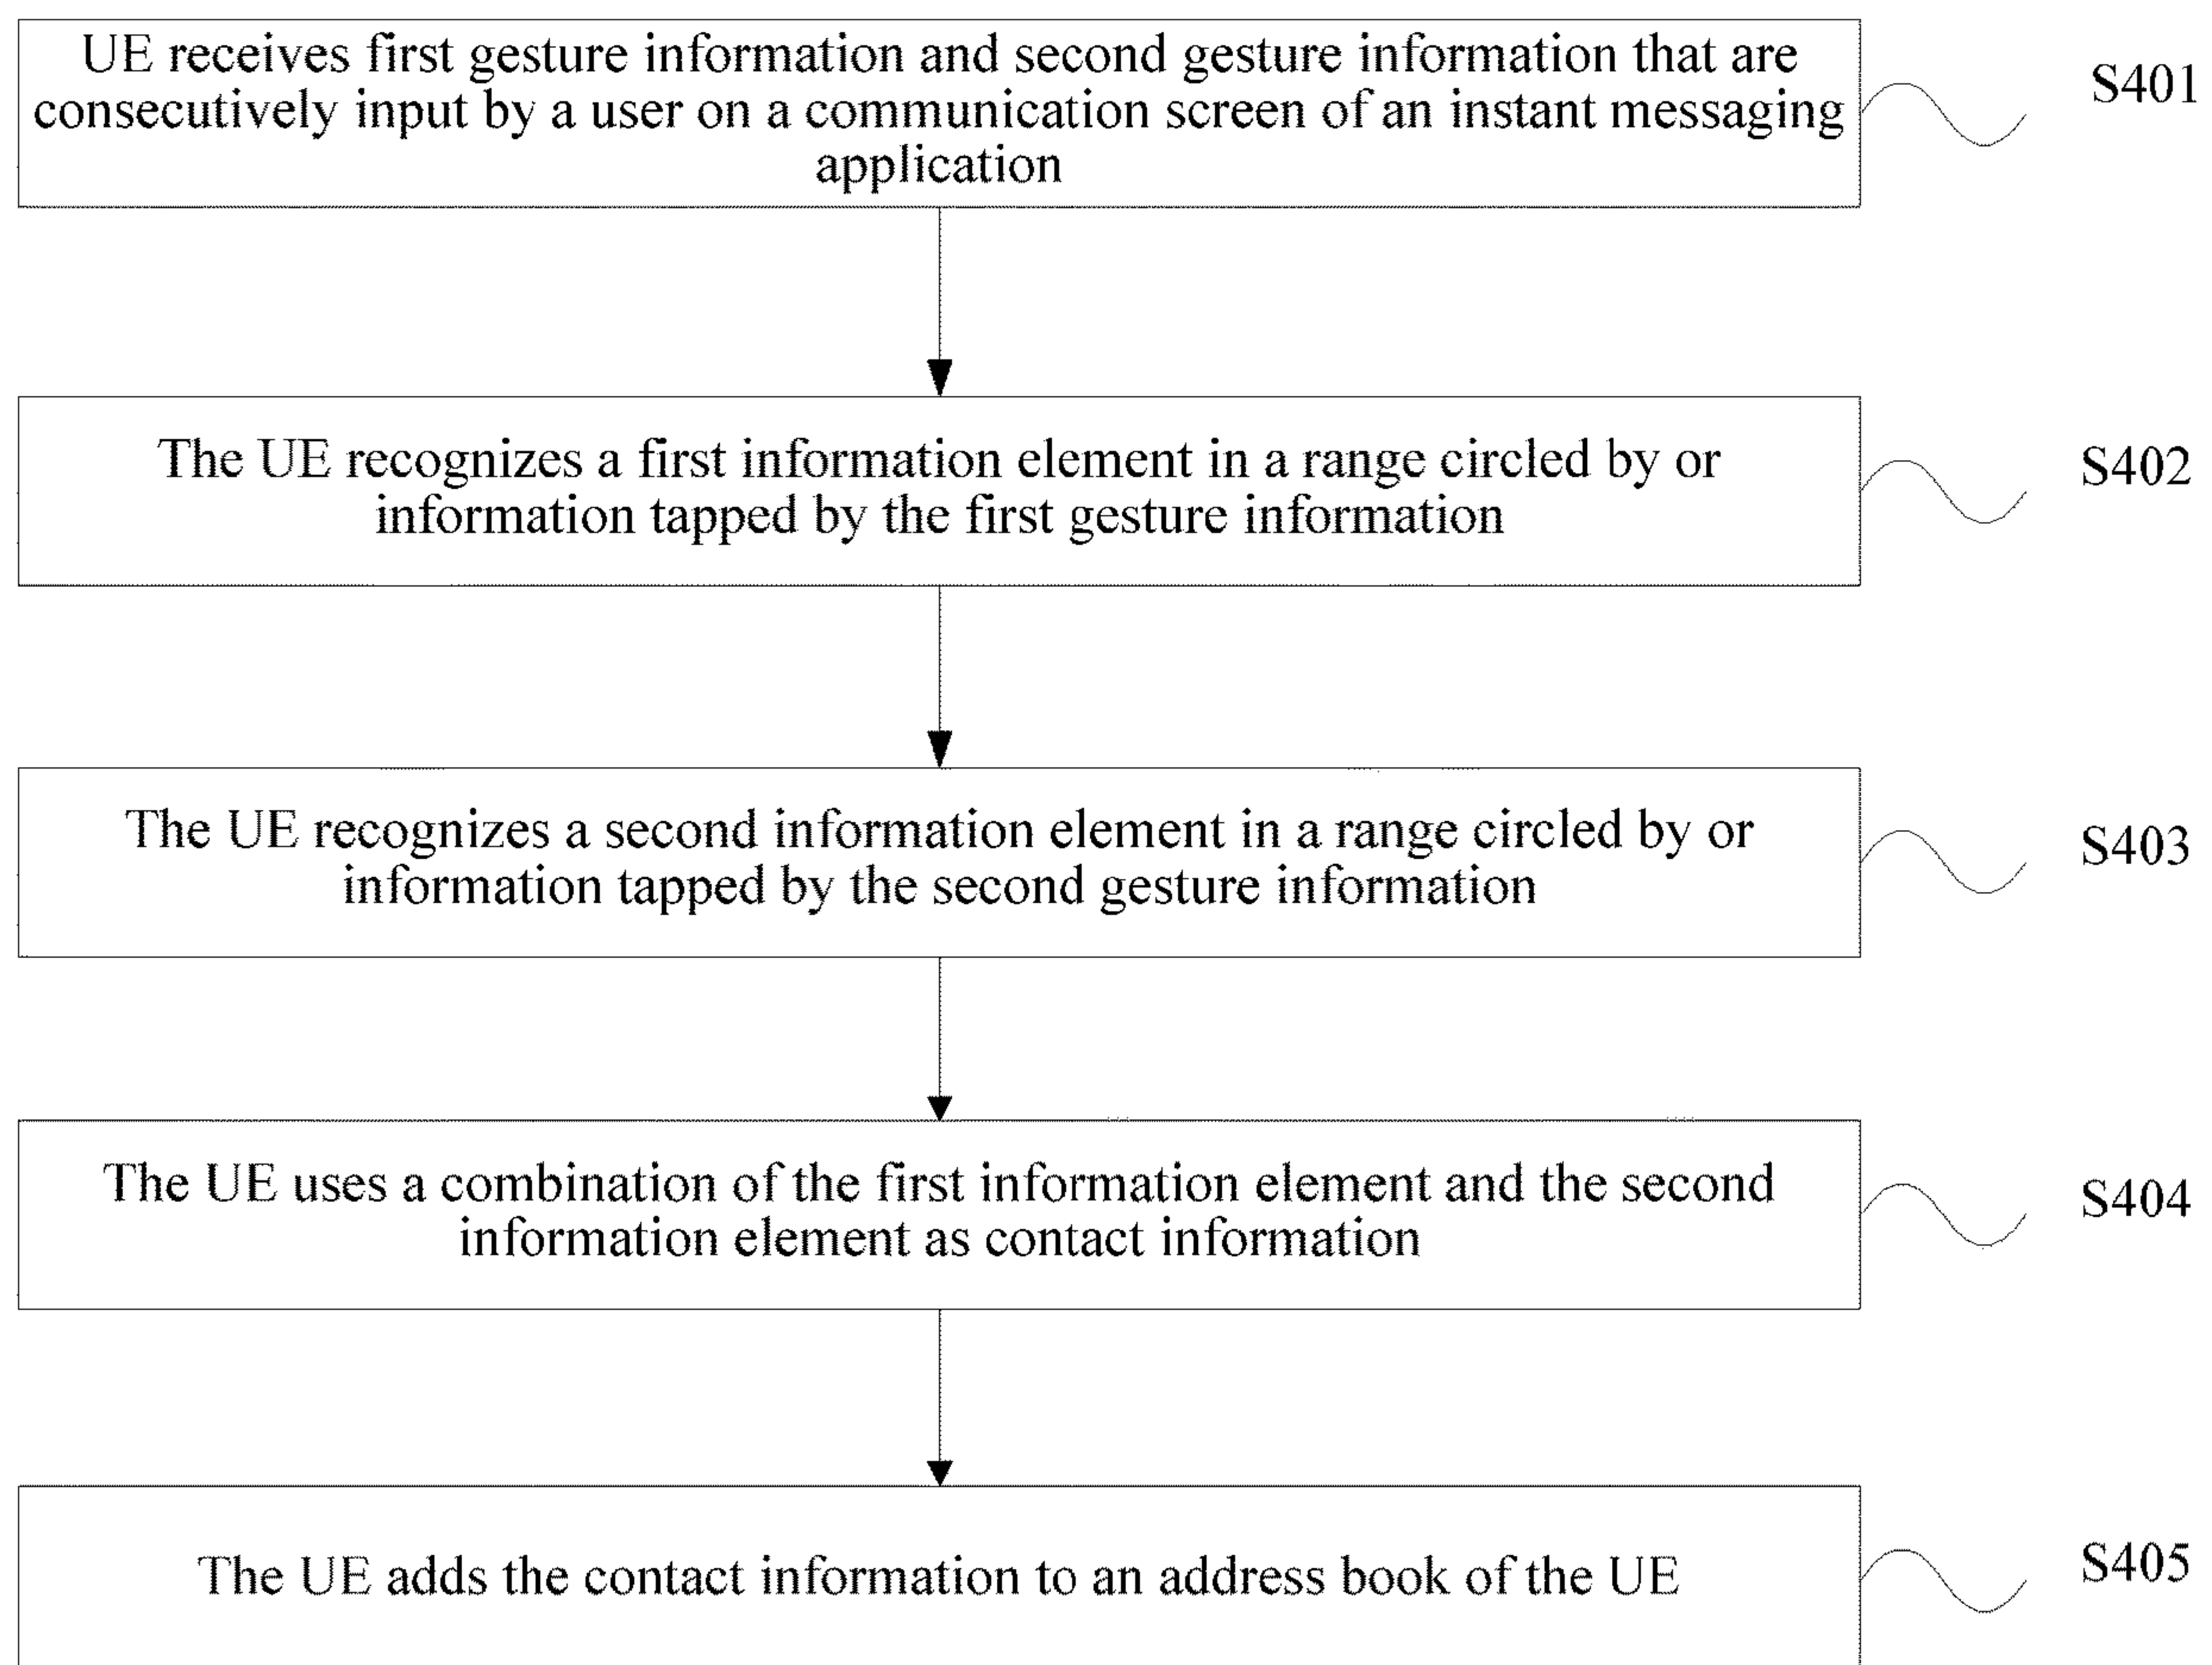 UE receives first gesture information and second gesture information that are
consecutively input by a user on a communication screen of an instant messaging
application
S401
The UE recognizes a first information element in a range circled by or
information tapped by the first gesture information
S402
The UE recognizes a second information element in a range circled by or
information tapped by the second gesture information
S403
The UE uses a combination of the first information element and the second
information element as contact information
S404
The UE adds the contact information to an address book of the UE
S405